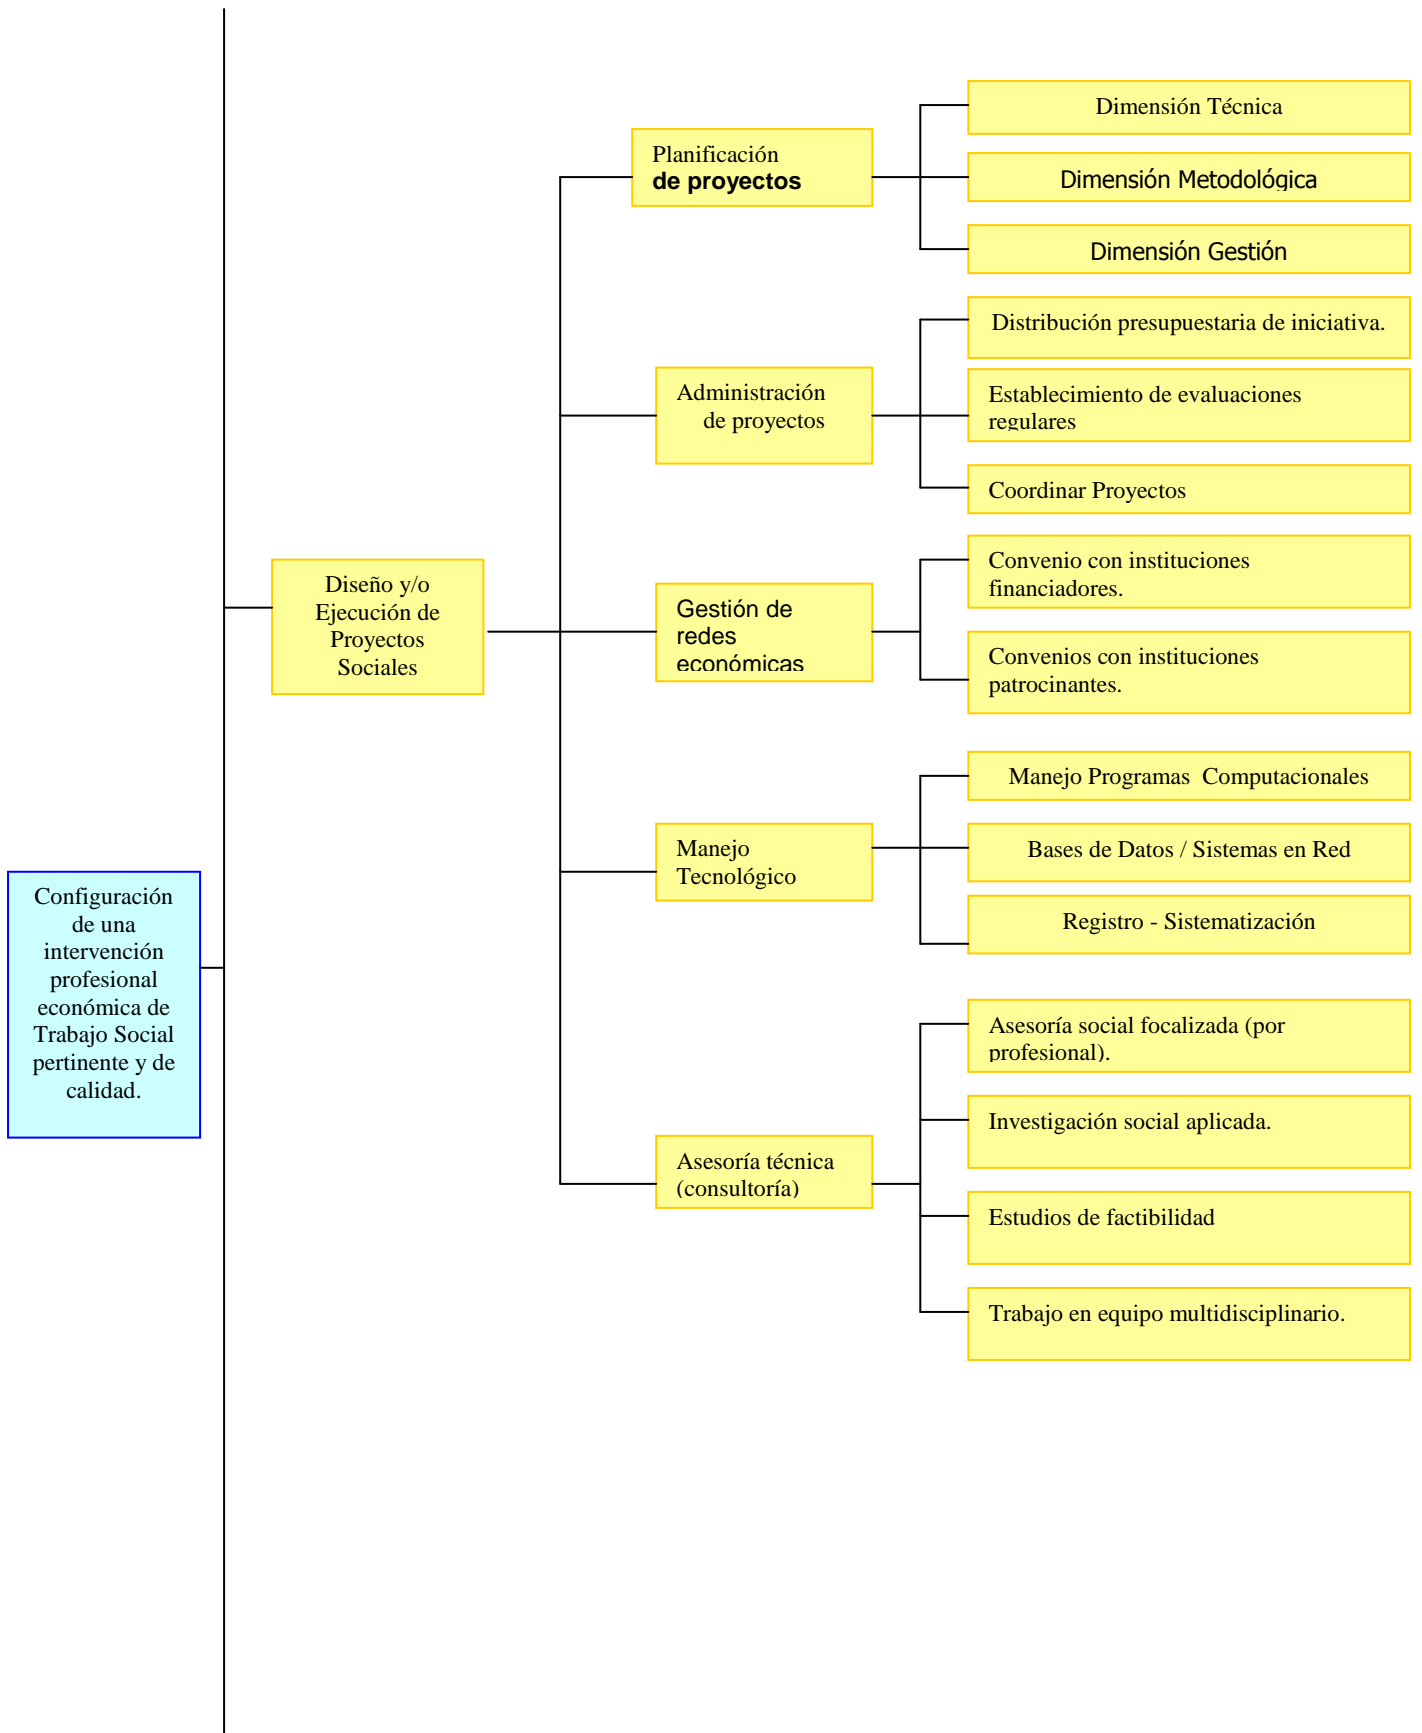 Configuración
de una
intervención
profesional
económica de
Trabajo Social
pertinente y de
calidad.
Diseño y/o
Ejecución de
Proyectos
Sociales
Planificación
de proyectos
Dimensión Técnica
Dimensión Metodológica
Dimensión Gestión
Administración
de proyectos
Distribución presupuestaria de iniciativa.
Establecimiento de evaluaciones
regulares
Coordinar Proyectos
Gestión de
redes
económicas
Convenio con instituciones
financiadores.
Convenios con instituciones
patrocinantes.
Manejo
Tecnológico
Manejo Programas  Computacionales
Bases de Datos / Sistemas en Red
Registro - Sistematización
Asesoría técnica
(consultoría)
Asesoría social focalizada (por
profesional).
Investigación social aplicada.
Estudios de factibilidad
Trabajo en equipo multidisciplinario.